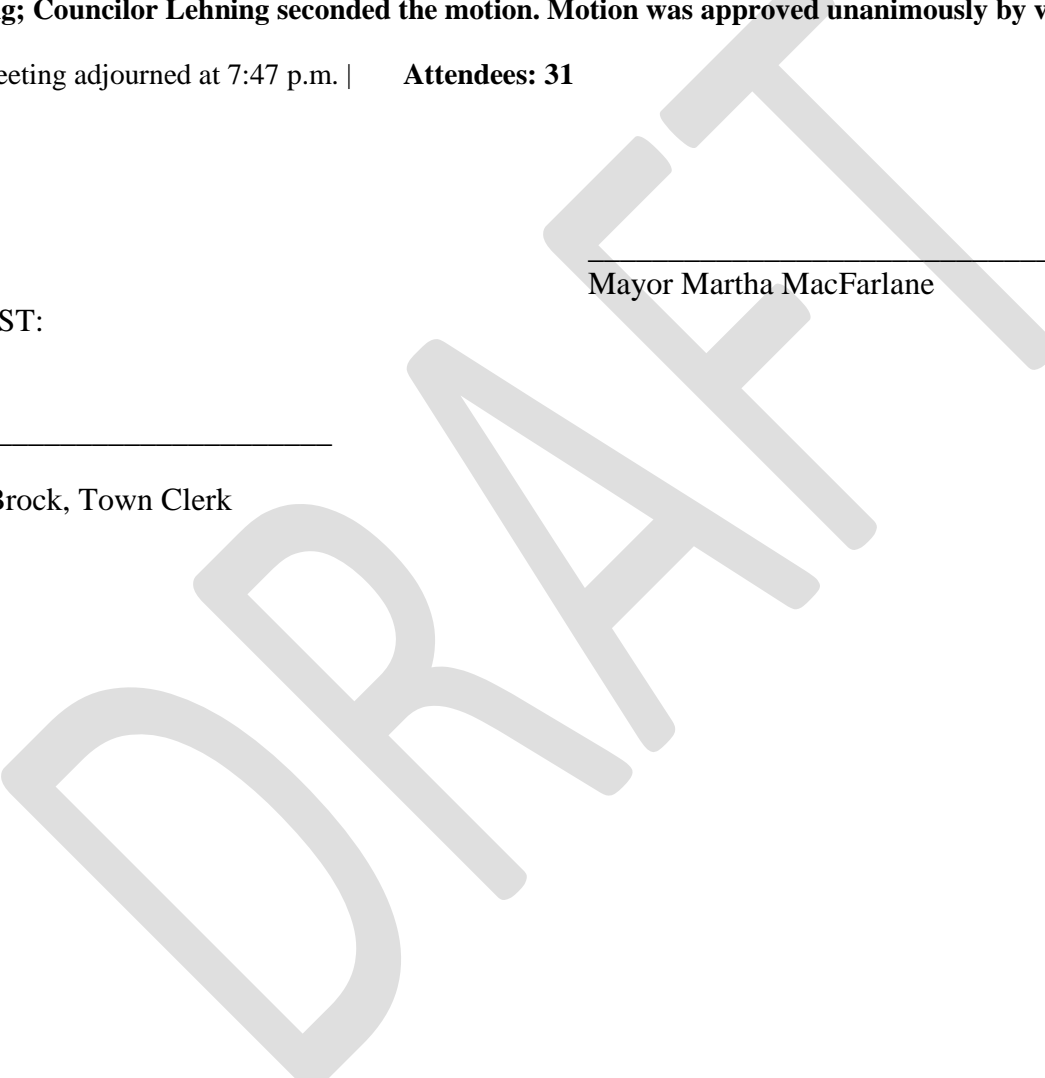 g; Councilor Lehning seconded the motion. Motion was approved unanimously by v
eeting adjourned at 7:47 p.m. | Attendees: 31
Mayor Martha MacFarlane
ST:
Brock, Town Clerk
DRAFT